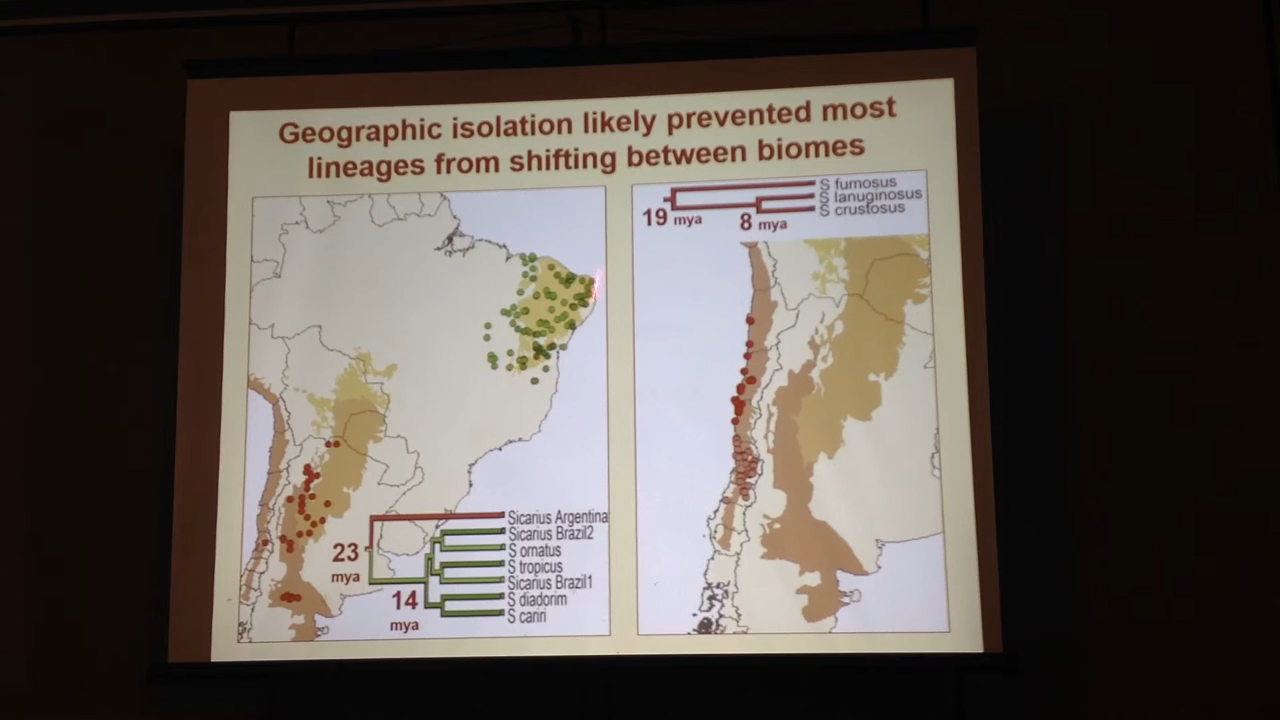 Geographic isolation likely prevented most
lineages from shifting between biomes
19 mya
8 mya
S fumosus
S lanuginosus
S crustosus
23
mya
14
mya
Sicarius Argentina
Sicarius Brazil2
S ornatus
S tropicus
Sicarius Brazil1
S diadorim
S cariri